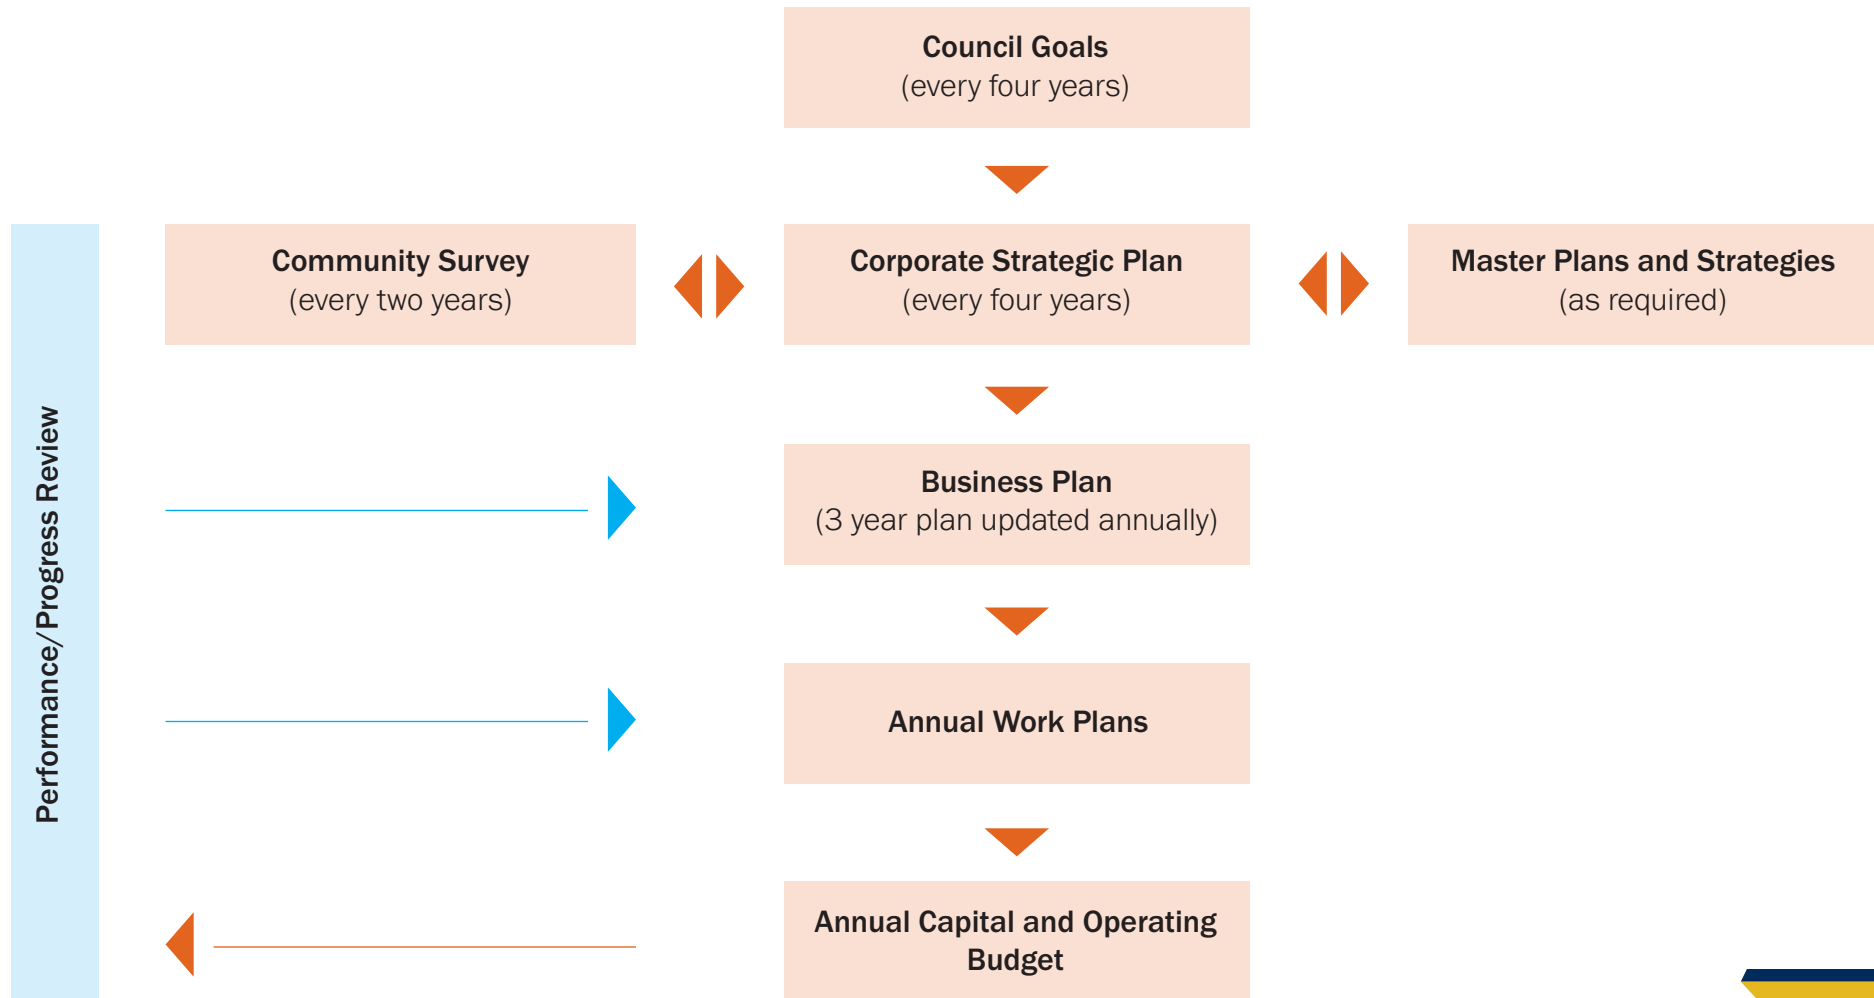 Council Goals
(every four years)
Community Survey
(every two years)
Corporate Strategic Plan
(every four years)
Master Plans and Strategies
(as required)
Performance/Progress Review
Business Plan
(3 year plan updated annually)
Annual Work Plans
Annual Capital and Operating
Budget